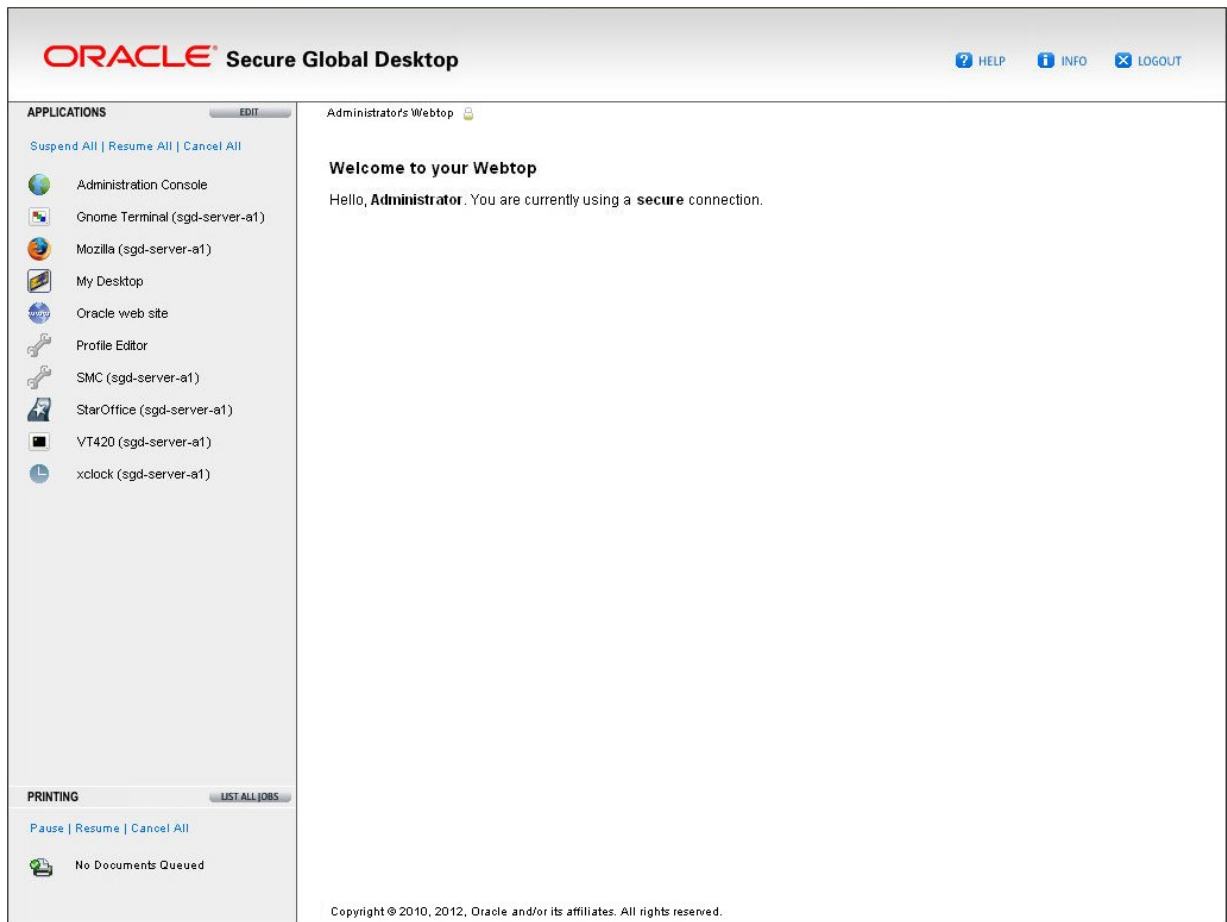 ORACLE® Secure Global Desktop
? HELP
i INFO
X LOGOUT
APPLICATIONS
EDIT
Suspend All | Resume All | Cancel All
Administration Console
Gnome Terminal (sgd-server-a1)
Mozilla (sgd-server-a1)
My Desktop
www
Oracle web site
Profile Editor
SMC (sgd-server-a1)
StarOffice (sgd-server-a1)
VT420 (sgd-server-a1)
xclock (sgd-server-a1)
PRINTING
LIST ALL JOBS
Pause | Resume | Cancel All
No Documents Queued
Administrator's Webtop
Welcome to your Webtop
Hello, Administrator. You are currently using a secure connection.
Copyright © 2010, 2012, Oracle and/or its affiliates. All rights reserved.